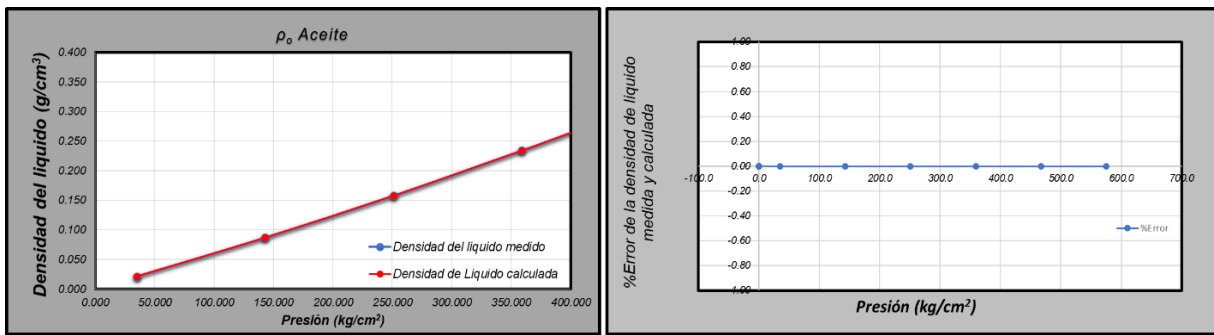 ρₒ Aceite
Densidad del liquido (g/cm³)
0.400
0.350
0.300
0.250
0.200
0.150
0.100
0.050
0.000
0.000 50.000 100.000 150.000 200.000 250.000 300.000 350.000 400.000
Presión (kg/cm²)
Densidad del liquido medido
Densidad de Liquido calculada
%Error de la densidad de liquido
medida y calculada
1.00
0.80
0.60
0.40
0.20
0.00
-0.20
-0.40
-0.60
-0.80
-1.00
-100.0 0.0 100.0 200.0 300.0 400.0 500.0 600.0 700.0
%Error
Presión (kg/cm²)